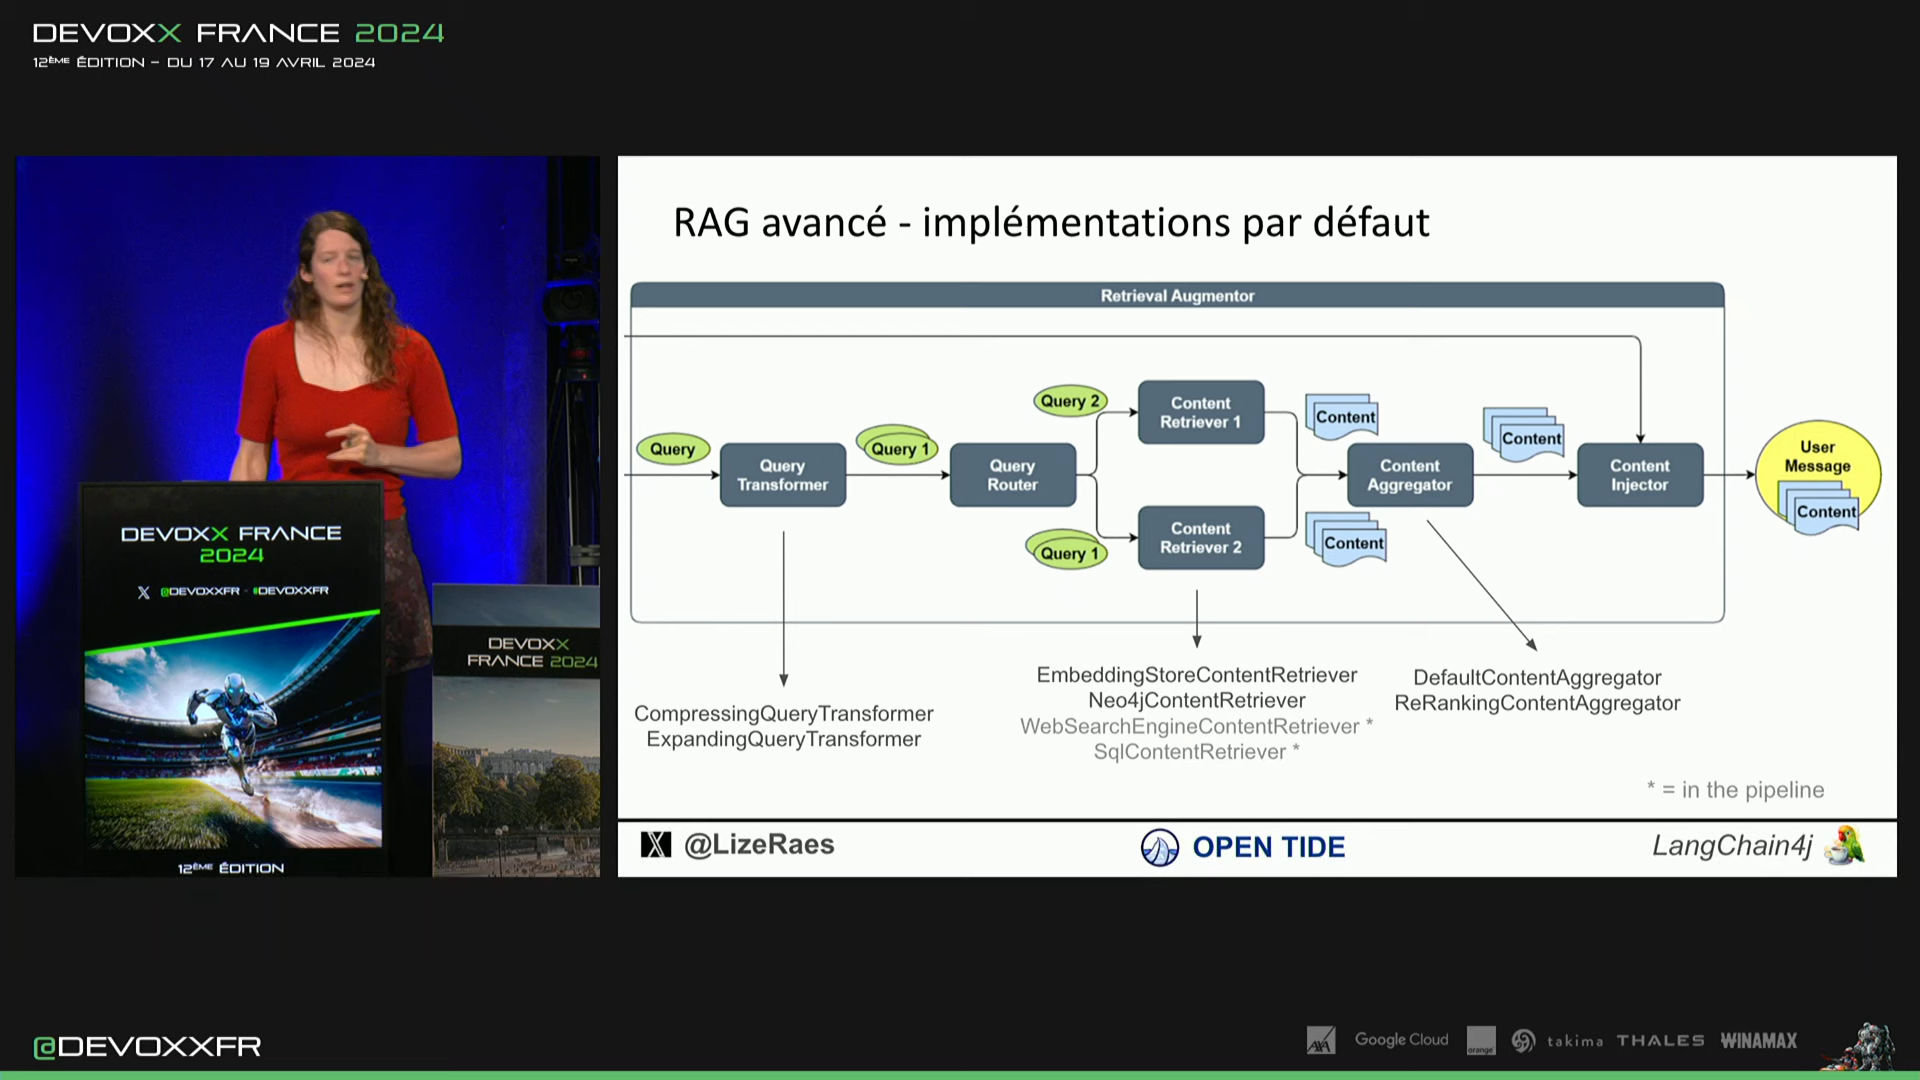 DEVOXX FRANCE 2024
12ÈME ÉDITION – DU 17 AU 19 AVRIL 2024
DEVOXX FRANCE
2024
X @DEVOXXFR - #DEVOXXFR
12ÈME ÉDITION
DEVOXX
FRANCE 2024
RAG avancé - implémentations par défaut
Retrieval Augmentor
Query
Query
Transformer
Query 1
Query
Router
Query 2
Content
Retriever 1
Content
Query 1
Content
Retriever 2
Content
Content
Aggregator
Content
Content
Injector
User
Message
Content
CompressingQueryTransformer
ExpandingQueryTransformer
EmbeddingStoreContentRetriever
Neo4jContentRetriever
WebSearchEngineContentRetriever *
SqlContentRetriever *
DefaultContentAggregator
ReRankingContentAggregator
* = in the pipeline
X @LizeRaes
OPEN TIDE
LangChain4j
@DEVOXXFR
AXA
Google Cloud
orange
takima
THALES
WINAMAX